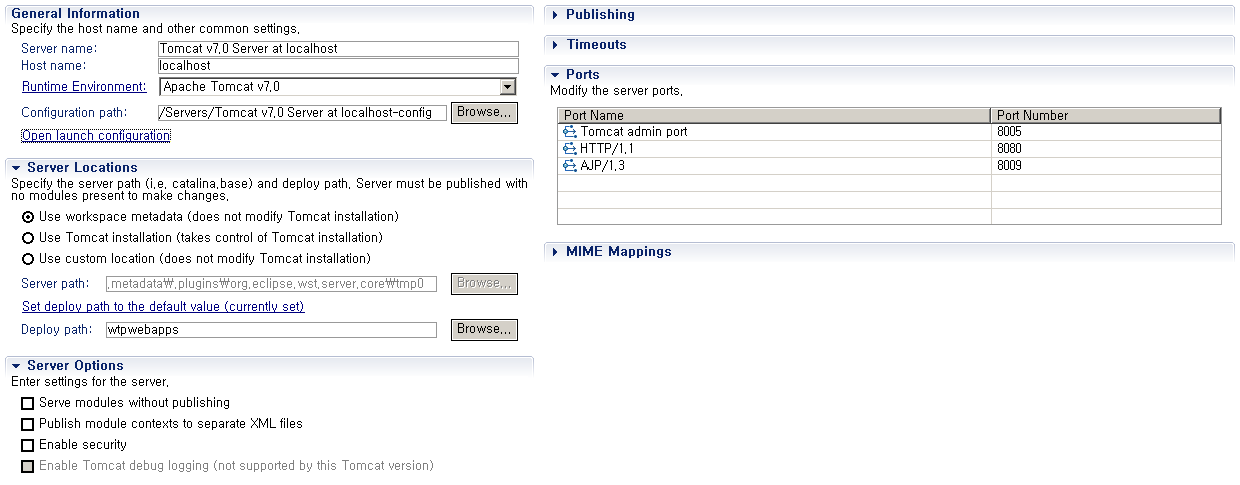 General Information
Specify the host name and other common settings.
Server name:
Tomcat v7.0 Server at localhost
Host name:
localhost
Runtime Environment:
Apache Tomcat v7.0
Configuration path:
/Servers/Tomcat v7.0 Server at localhost-config
Browse...
Open launch configuration
Server Locations
Specify the server path (i.e. catalina.base) and deploy path. Server must be published with
no modules present to make changes.
Use workspace metadata (does not modify Tomcat installation)
Use Tomcat installation (takes control of Tomcat installation)
Use custom location (does not modify Tomcat installation)
Server path:
.metadata₩.plugins₩org.eclipse.wst.server.core₩tmp0
Browse...
Set deploy path to the default value (currently set)
Deploy path:
wtpwebapps
Browse...
Server Options
Enter settings for the server.
Serve modules without publishing
Publish module contexts to separate XML files
Enable security
Enable Tomcat debug logging (not supported by this Tomcat version)
Publishing
Timeouts
Ports
Modify the server ports.
Port Name
Port Number
Tomcat admin port
8005
HTTP/1.1
8080
AJP/1.3
8009
MIME Mappings